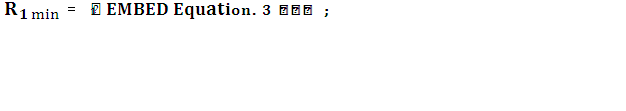 R1 min = EMBED Equation. 3 ;